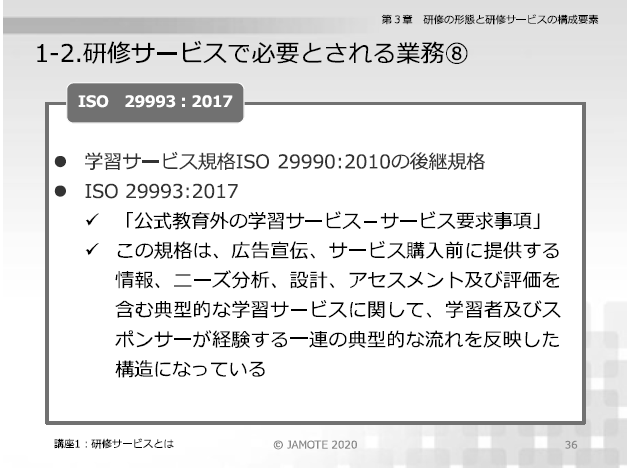 第３章　研修の形態と研修サービスの構成要素
1-2.研修サービスで必要とされる業務⑧
ISO　29993：2017
● 学習サービス規格ISO 29990:2010の後継規格
● ISO 29993:2017
✓ 「公式教育外の学習サービス－サービス要求事項」
✓ この規格は、広告宣伝、サービス購入前に提供する
情報、ニーズ分析、設計、アセスメント及び評価を
含む典型的な学習サービスに関して、学習者及びス
ポンサーが経験する一連の典型的な流れを反映した
構造になっている
講座1：研修サービスとは
© JAMOTE 2020
36